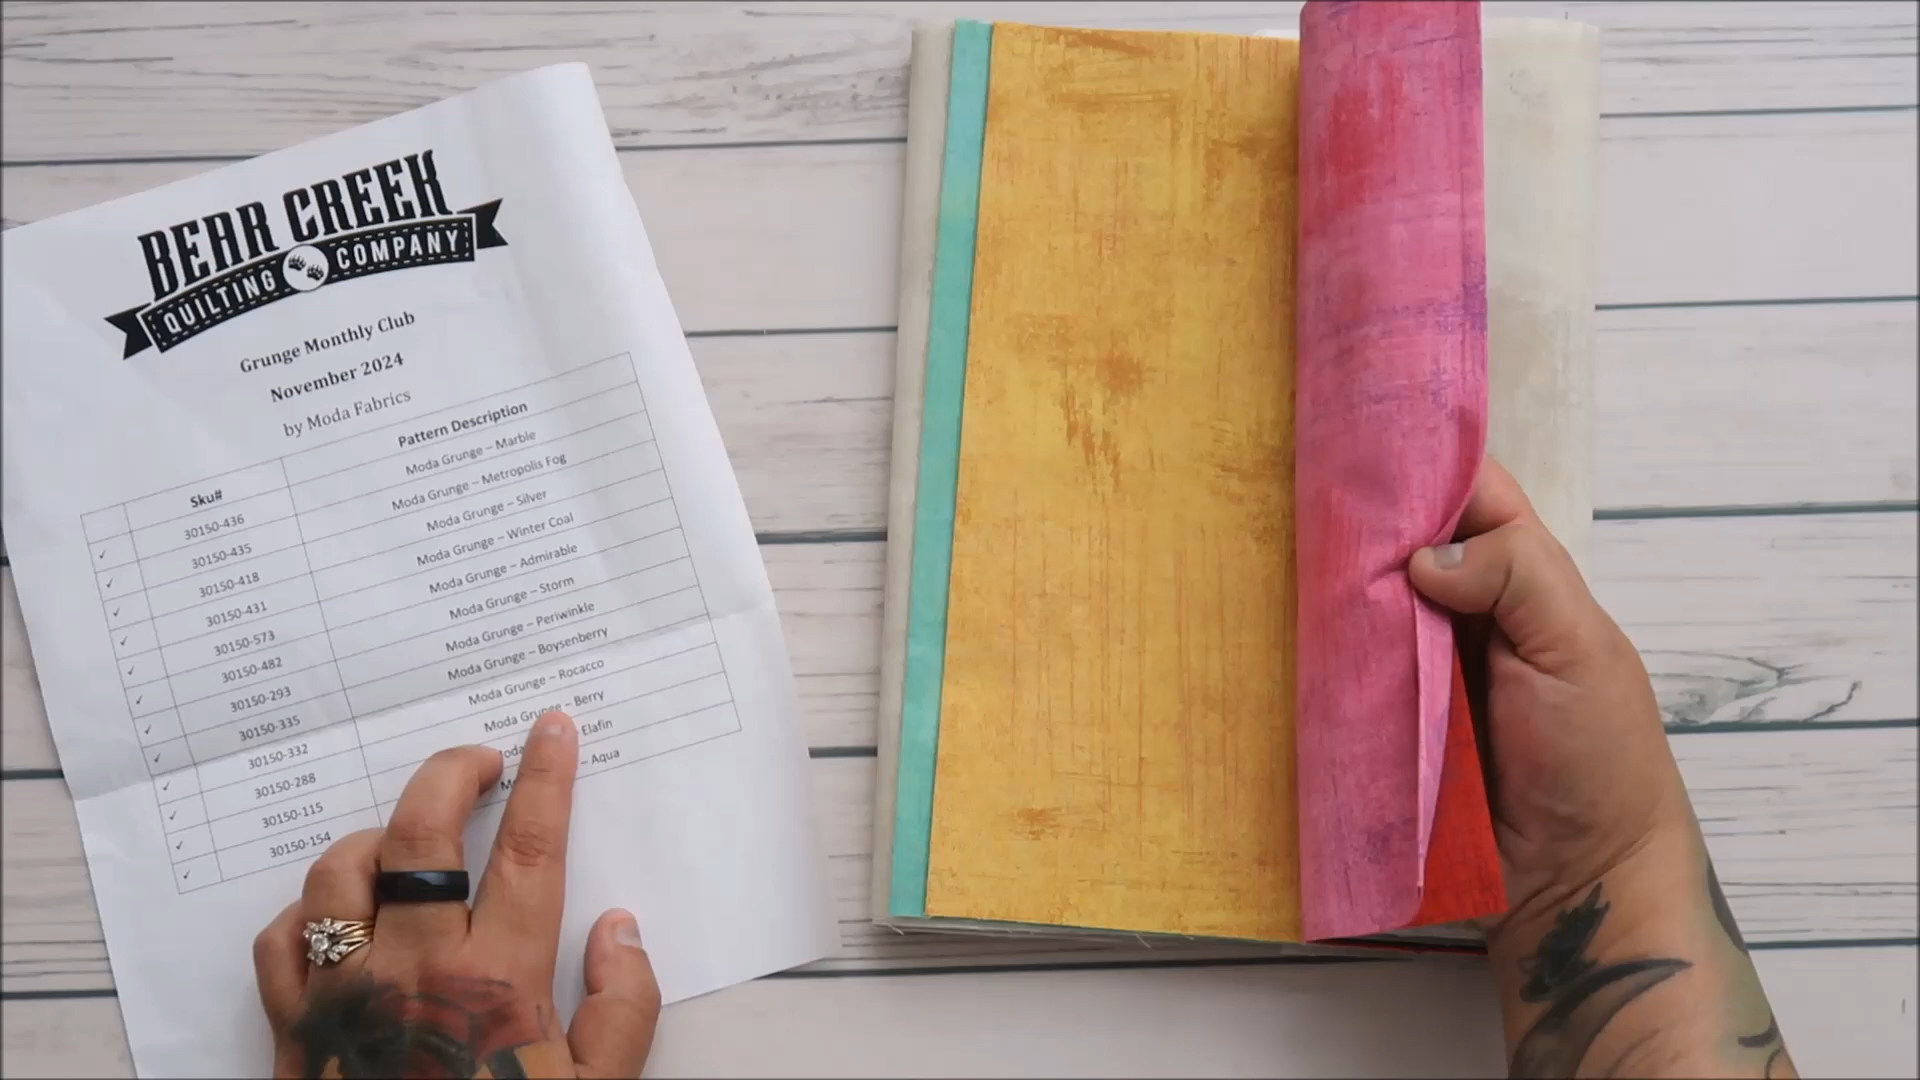 BEAR CREEK
QUILTING COMPANY
Grunge Monthly Club
November 2024
by Moda Fabrics
Sku# Pattern Description
✓ 30150-436 Moda Grunge – Marble
✓ 30150-435 Moda Grunge – Metropolis Fog
✓ 30150-418 Moda Grunge – Silver
✓ 30150-431 Moda Grunge – Winter Coal
✓ 30150-573 Moda Grunge – Admirable
✓ 30150-482 Moda Grunge – Storm
✓ 30150-293 Moda Grunge – Periwinkle
✓ 30150-335 Moda Grunge – Boysenberry
✓ 30150-332 Moda Grunge – Rocacco
✓ 30150-288 Moda Grunge – Berry
✓ 30150-115 Elafin
✓ 30150-154 – Aqua